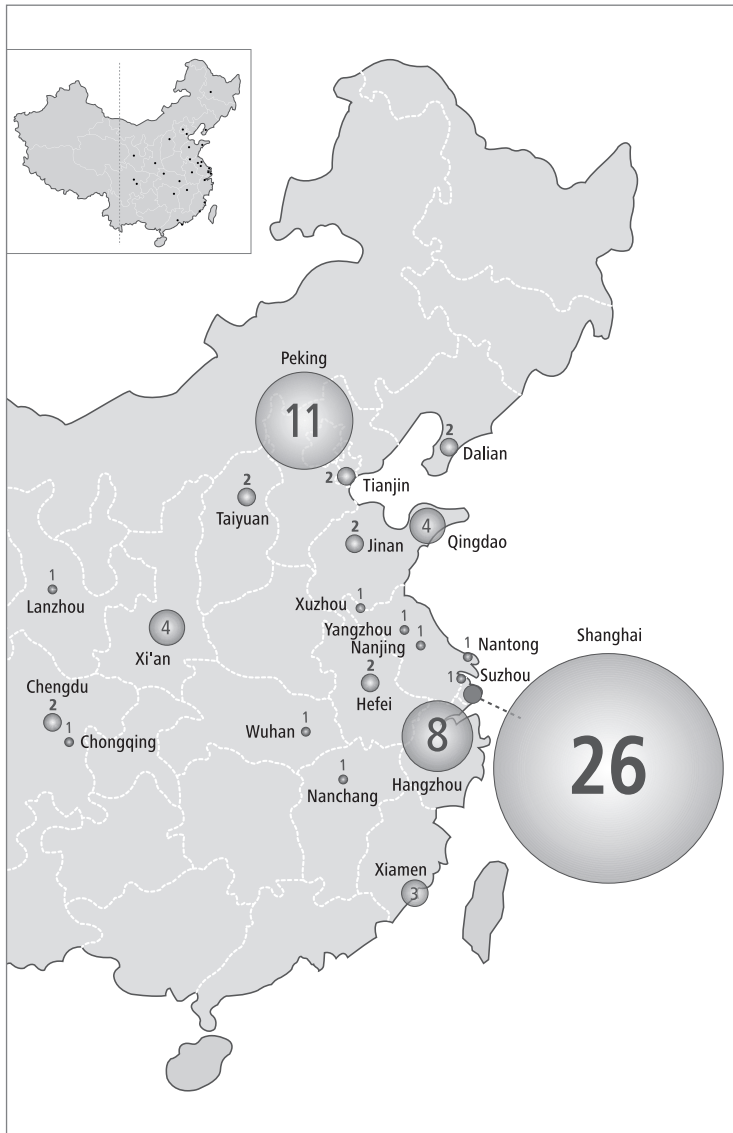 Peking
11
2
Dalian
2
Tianjin
2
Taiyuan
2
Jinan
4
Qingdao
1
Lanzhou
4
Xi'an
Xuzhou
1
Yangzhou
1
Nanjing
1
Nantong
1
Suzhou
Shanghai
26
2
Hefei
Chengdu
2
1
Chongqing
Wuhan
1
8
Hangzhou
1
Nanchang
Xiamen
3